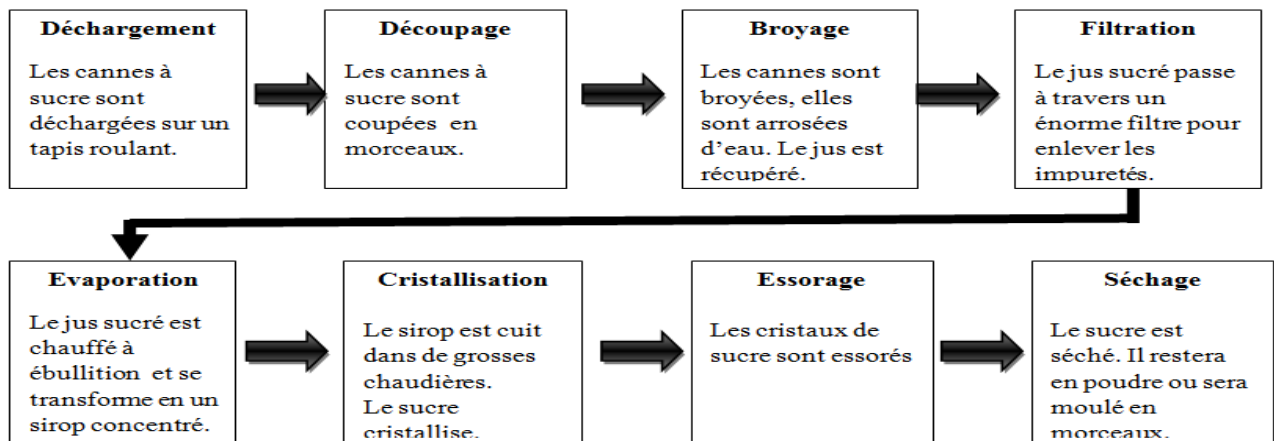 Déchargement
Les cannes à
sucre sont
déchargées sur un
tapis roulant.
Découpage
Les cannes à
sucre sont
coupées en
morceaux.
Broyage
Les cannes sont
broyées, elles
sont arrosées
d’eau. Le jus est
récupéré.
Filtration
Le jus sucré passe
à travers un
énorme filtre pour
enlever les
impuretés.
Evaporation
Le jus sucré est
chauffé à
ébullition et se
transforme en un
sirop concentré.
Cristallisation
Le sirop est cuit
dans de grosses
chaudières.
Le sucre
cristallise.
Essorage
Les cristaux de
sucre sont essorés
Séchage
Le sucre est
séché. Il restera
en poudre ou sera
moulé en
morceaux.